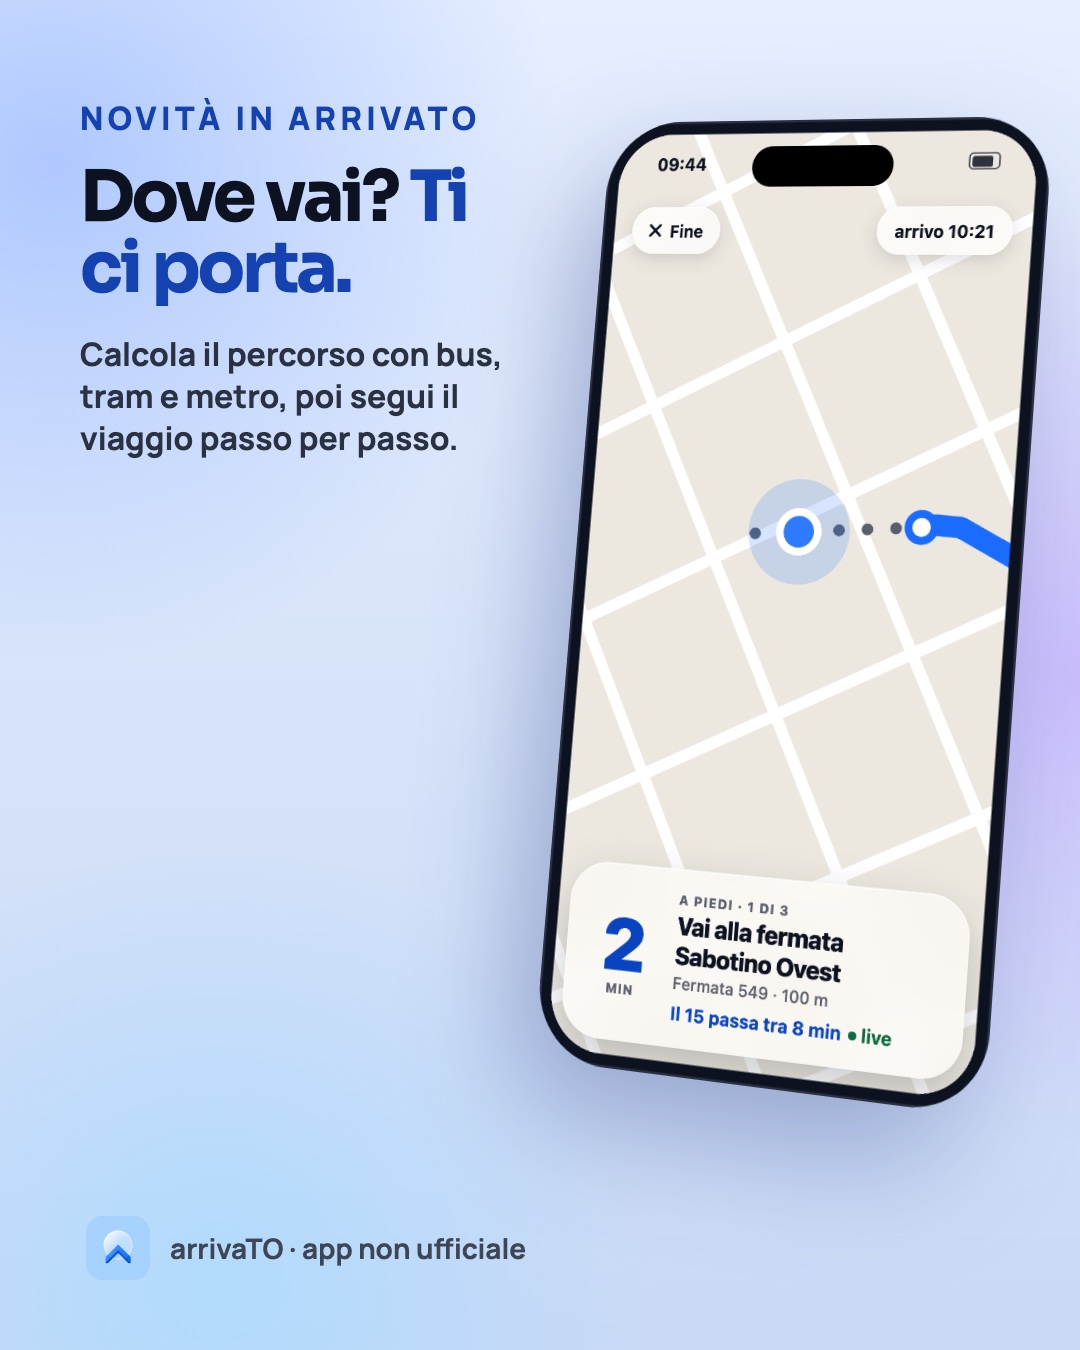 NOVITÀ IN ARRIVATO
Dove vai? Ti
ci porta.
Calcola il percorso con bus,
tram e metro, poi segui il
viaggio passo per passo.
09:44
✕ Fine
arrivo 10:21
A PIEDI · 1 DI 3
2
MIN
Vai alla fermata
Sabotino Ovest
Fermata 549 · 100 m
Il 15 passa tra 8 min • live
arrivaTO · app non ufficiale